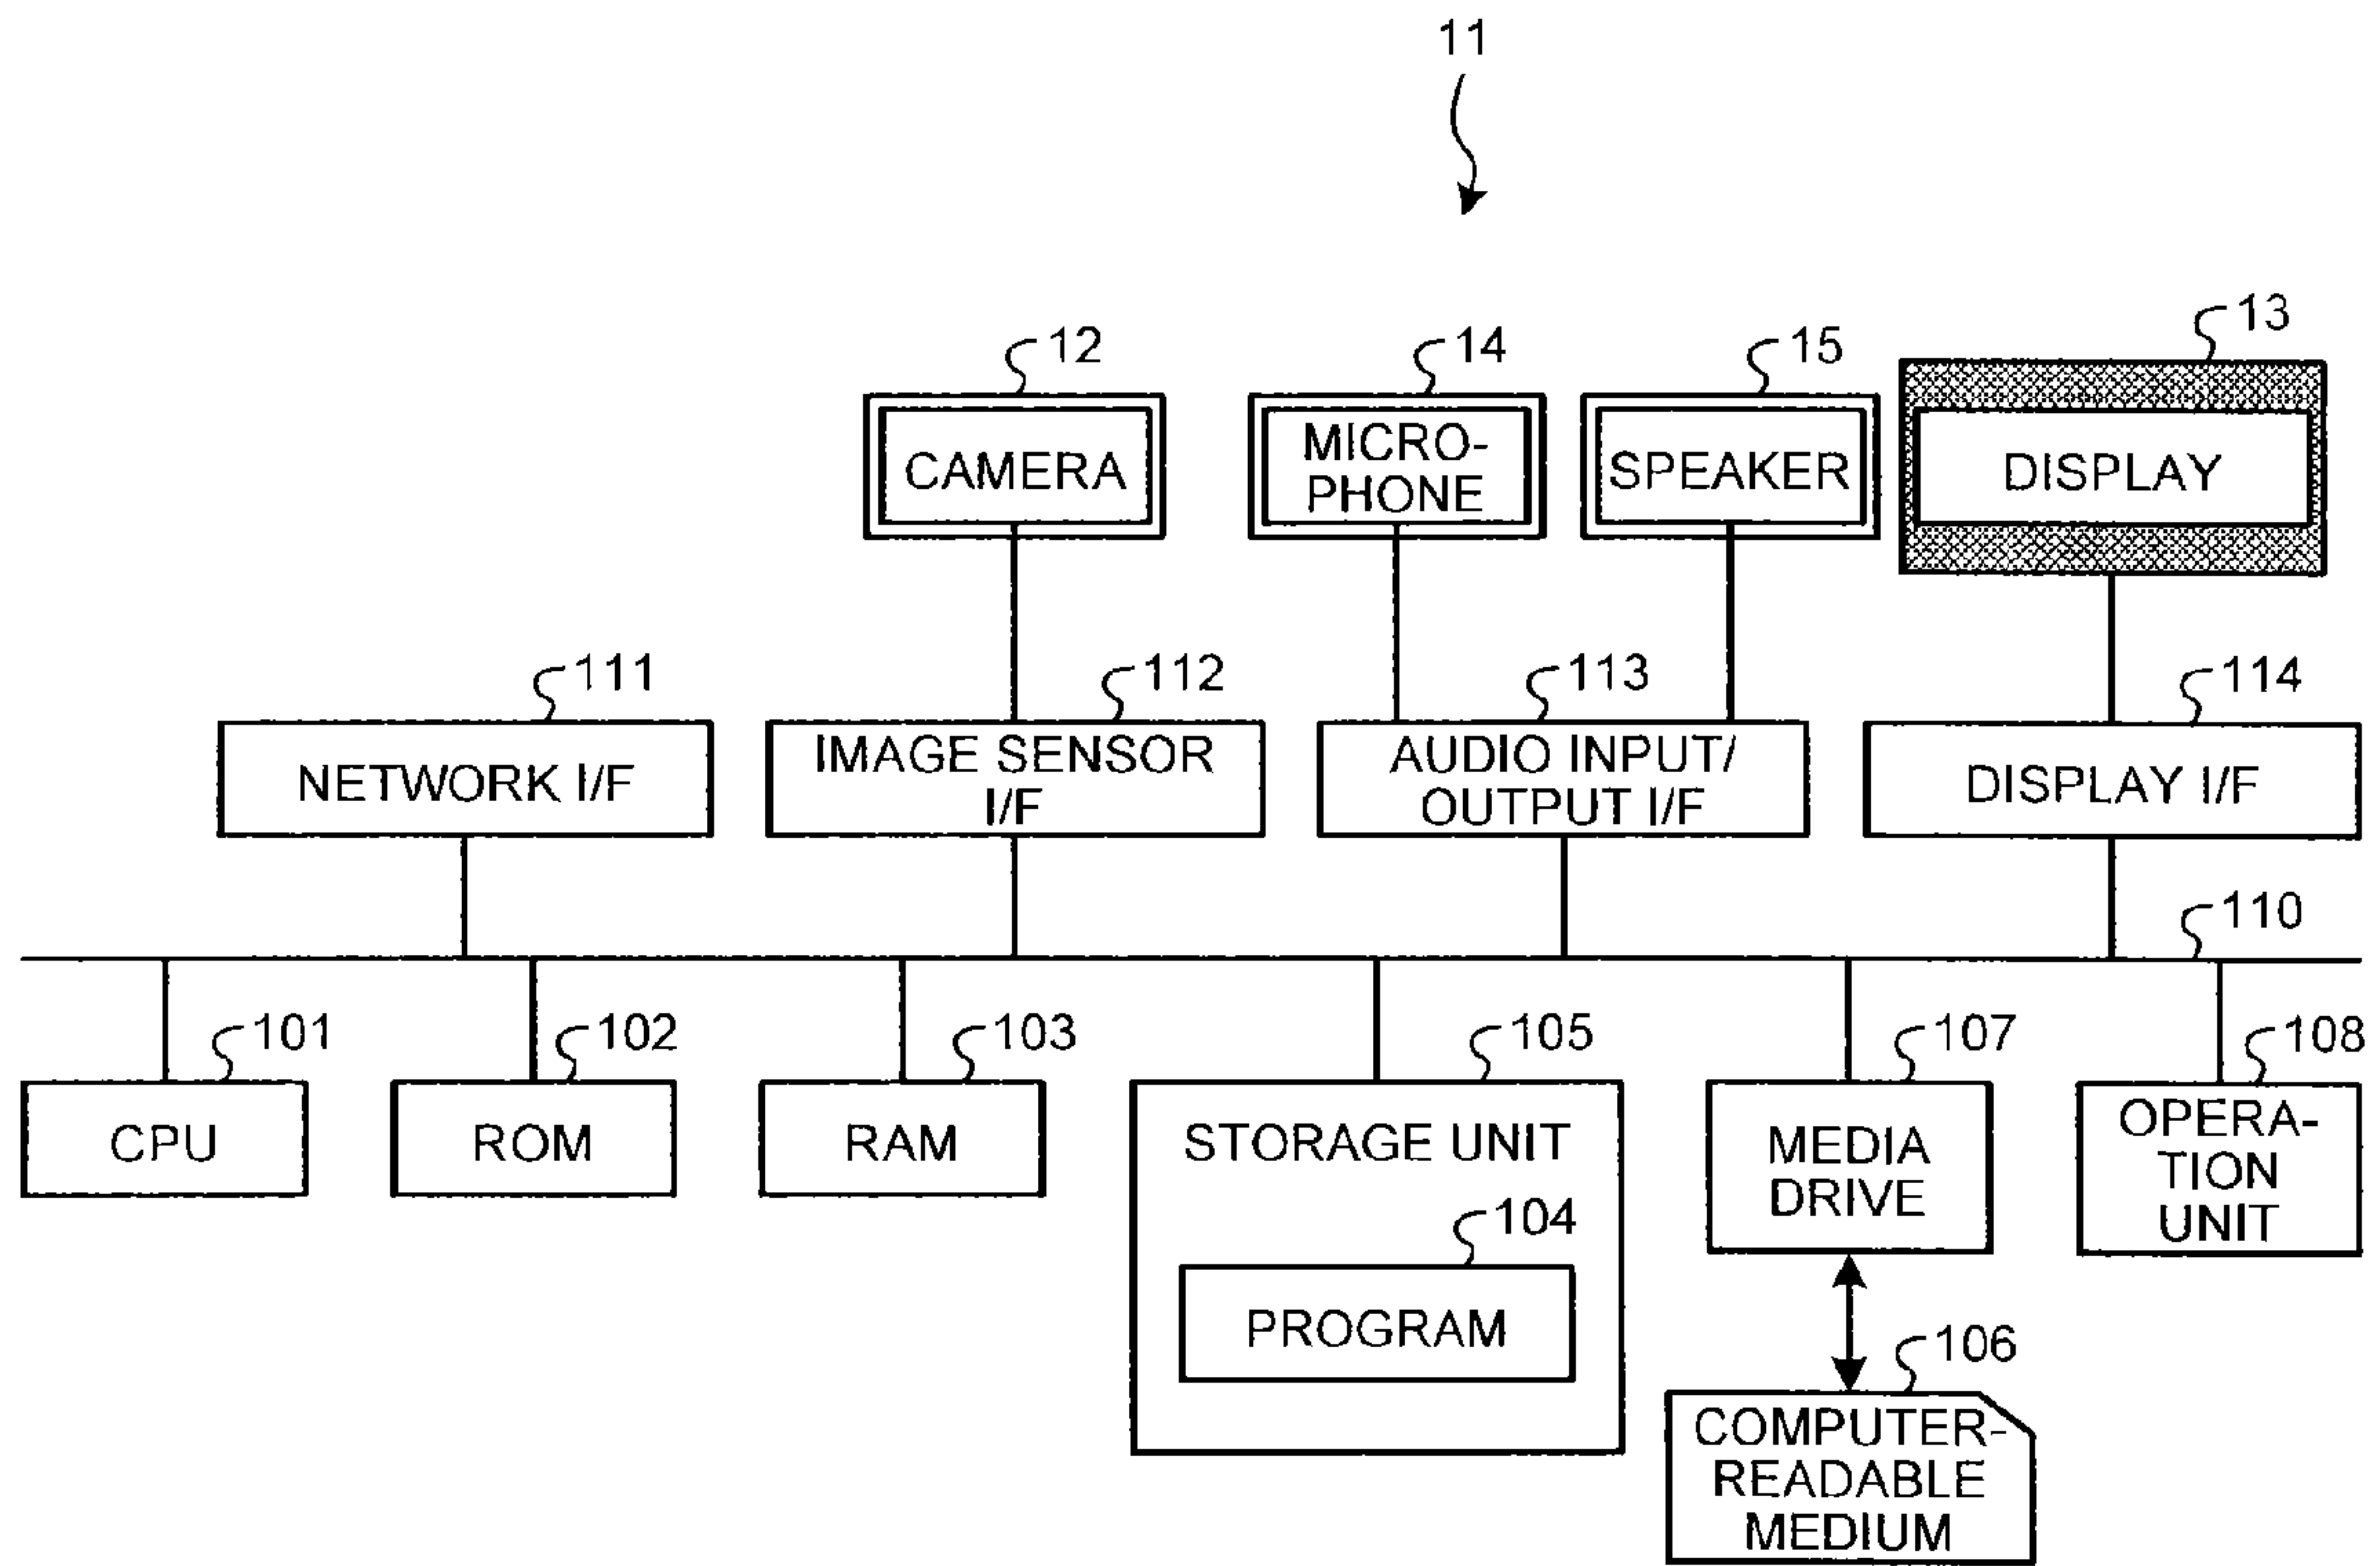 11
12
14
15
13
CAMERA
MICRO-
PHONE
SPEAKER
DISPLAY
111
112
113
114
NETWORK I/F
IMAGE SENSOR
I/F
AUDIO INPUT/
OUTPUT I/F
DISPLAY I/F
110
101
102
103
105
107
108
CPU
ROM
RAM
STORAGE UNIT
104
PROGRAM
MEDIA
DRIVE
OPERA-
TION
UNIT
106
COMPUTER-
READABLE
MEDIUM